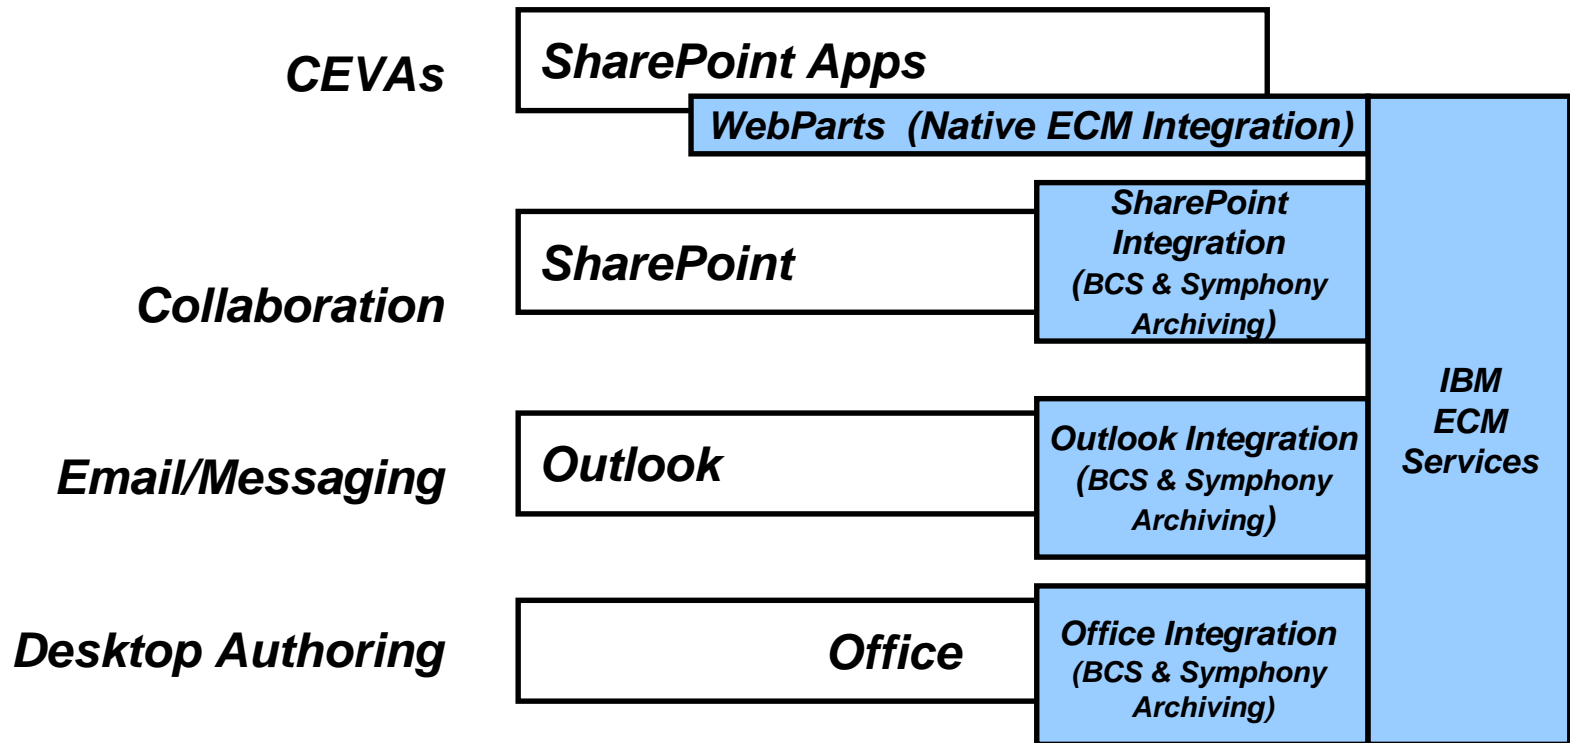 CEVAs
SharePoint Apps
WebParts (Native ECM Integration)
Collaboration
SharePoint
SharePoint
Integration
(BCS & Symphony
Archiving)
Email/Messaging
Outlook
Outlook Integration
(BCS & Symphony
Archiving)
Desktop Authoring
Office
Office Integration
(BCS & Symphony
Archiving)
IBM
ECM
Services